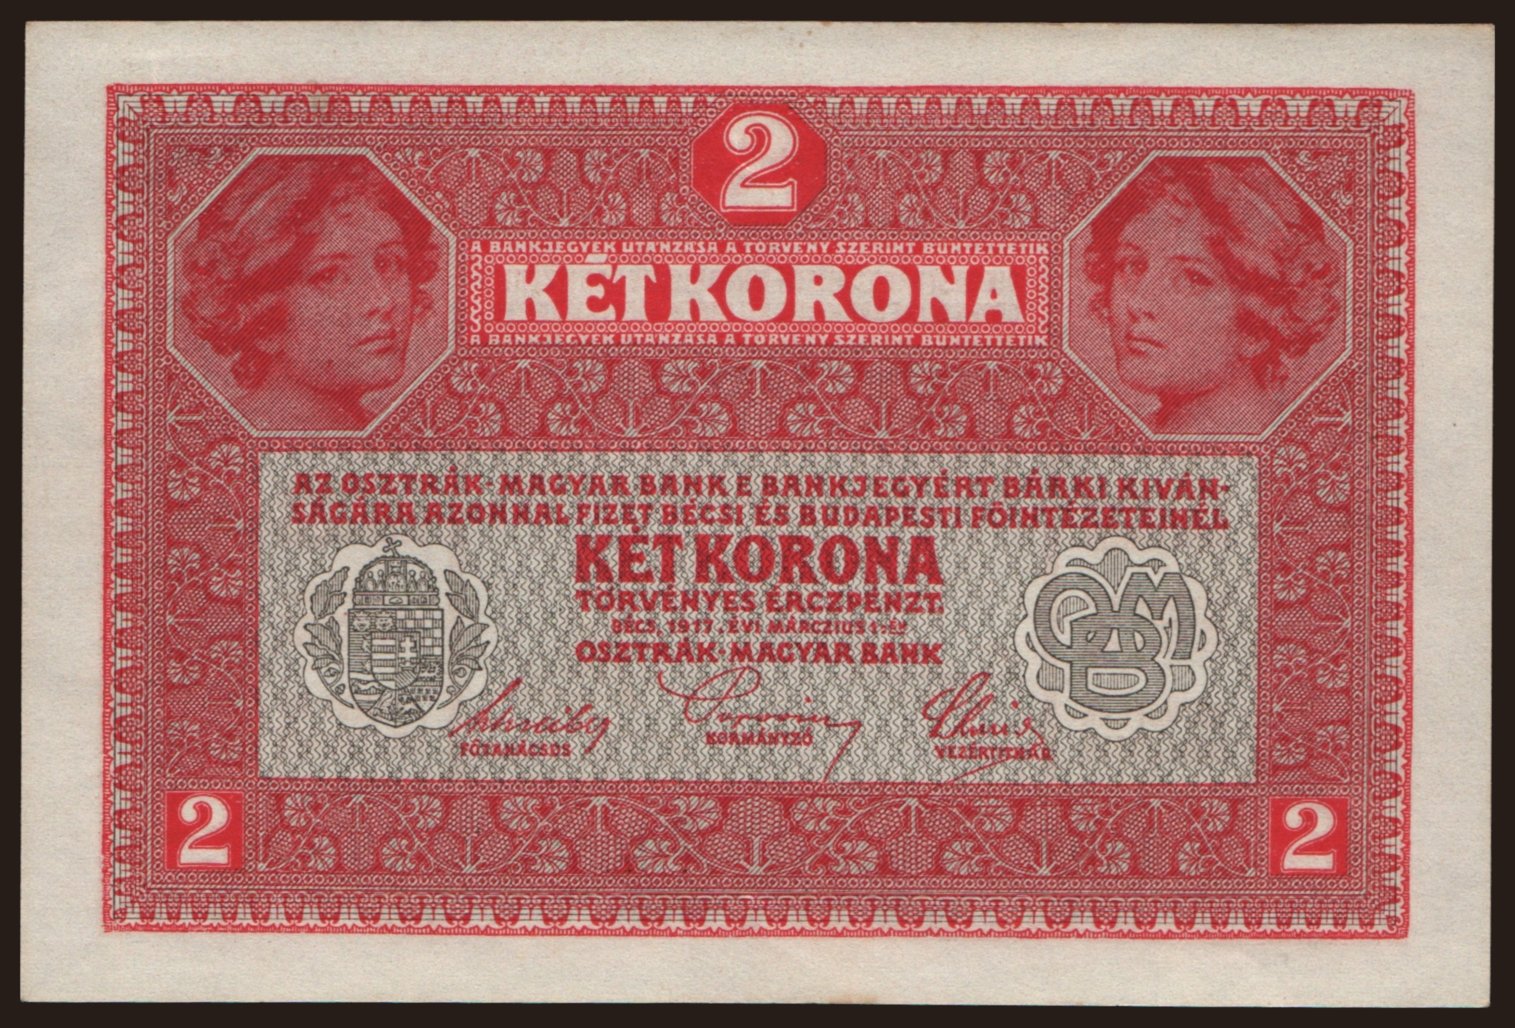 2
A BANKJEGYEK UTÁNZÁSA A TÖRVÉNY SZERINT BÜNTETTETIK
KÉT KORONA
A BANKJEGYEK UTÁNZÁSA A TÖRVÉNY SZERINT BÜNTETTETIK
AZ OSZTRÁK-MAGYAR BANK E BANKJEGYÉRT BÁRKI KIVÁN-
SÁGÁRA AZONNAL FIZET BÉCSI ÉS BUDAPESTI FŐINTÉZETEINÉL
KÉT KORONA
TÖRVÉNYES ÉRCZPÉNZT.
BÉCS, 1917. ÉVI MÁRCZIUS 1-ÉN
OSZTRÁK-MAGYAR BANK
FŐTANÁCSOS KORMÁNYZÓ VEZÉRTITKÁR
2 2